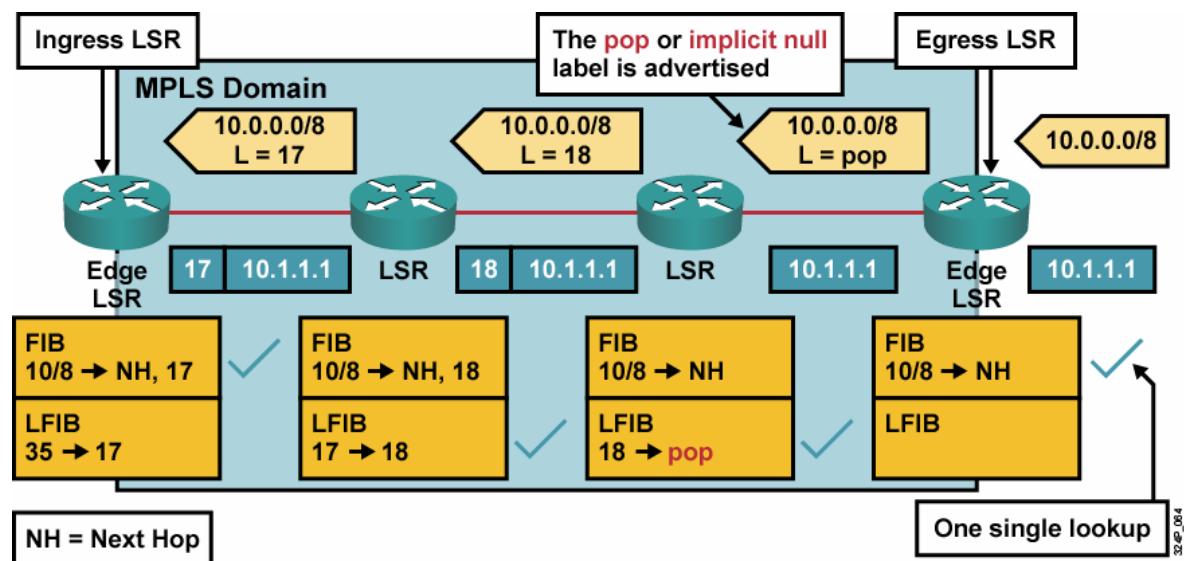 Ingress LSR
The pop or implicit null
label is advertised
Egress LSR
MPLS Domain
10.0.0.0/8
L = 17
10.0.0.0/8
L = 18
10.0.0.0/8
L = pop
10.0.0.0/8
Edge
LSR
17 10.1.1.1
LSR
18 10.1.1.1
LSR
10.1.1.1
Edge
LSR
10.1.1.1
FIB
10/8 → NH, 17
LFIB
35 → 17
FIB
10/8 → NH, 18
LFIB
17 → 18
FIB
10/8 → NH
LFIB
18 → pop
FIB
10/8 → NH
LFIB
NH = Next Hop
One single lookup
324P_064